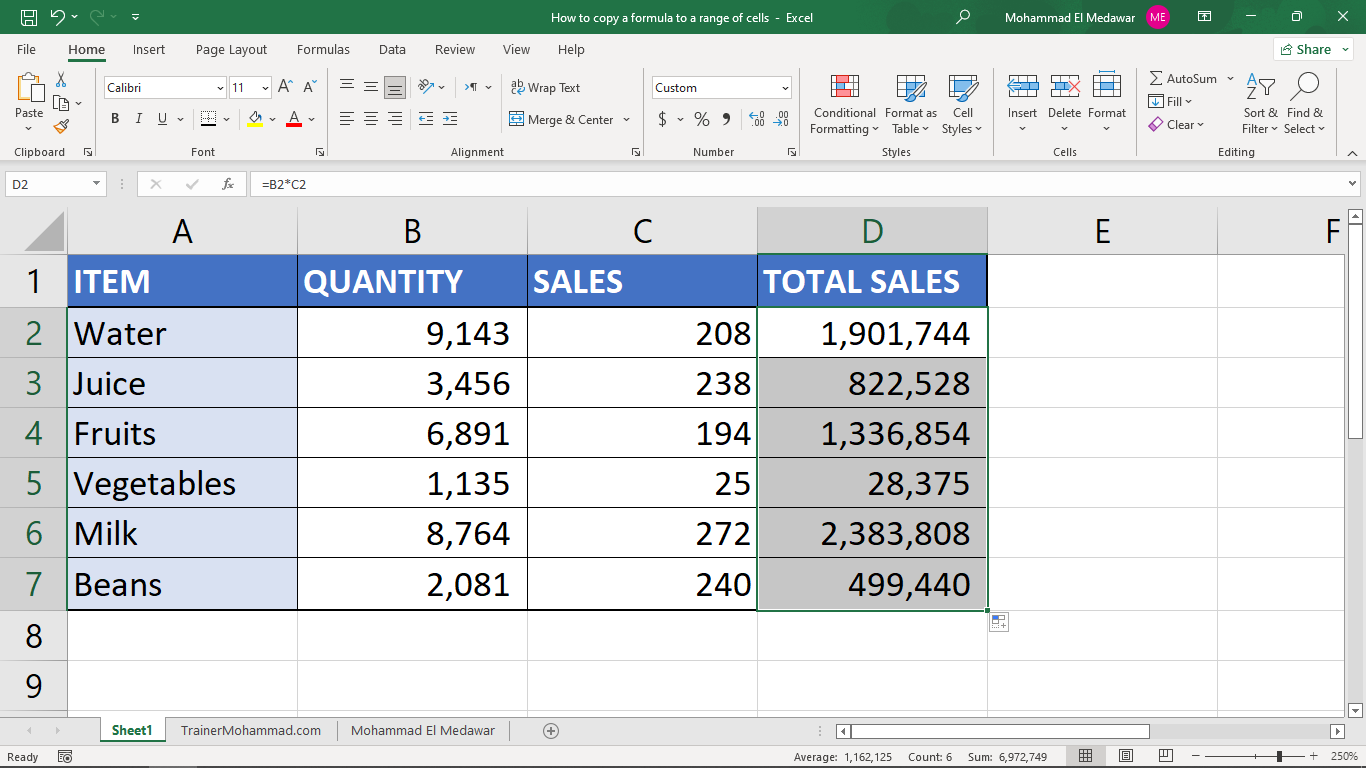 How to copy a formula to a range of cells - Excel
Mohammad El Medawar ME
File Home Insert Page Layout Formulas Data Review View Help Share
Paste
Clipboard
Calibri 11
B I U A
Font
ab Wrap Text
Merge & Center
Alignment
Custom
$ % 9 .00 .0
Number
Conditional Formatting
Format as Table
Cell Styles
Styles
Insert Delete Format
Cells
AutoSum
Fill
Clear
Sort & Filter
Find & Select
Editing
D2 fx =B2*C2
A B C D E F
1 ITEM QUANTITY SALES TOTAL SALES
2 Water 9,143 208 1,901,744
3 Juice 3,456 238 822,528
4 Fruits 6,891 194 1,336,854
5 Vegetables 1,135 25 28,375
6 Milk 8,764 272 2,383,808
7 Beans 2,081 240 499,440
8
9
Sheet1 TrainerMohammad.com Mohammad El Medawar
Ready Average: 1,162,125 Count: 6 Sum: 6,972,749 250%